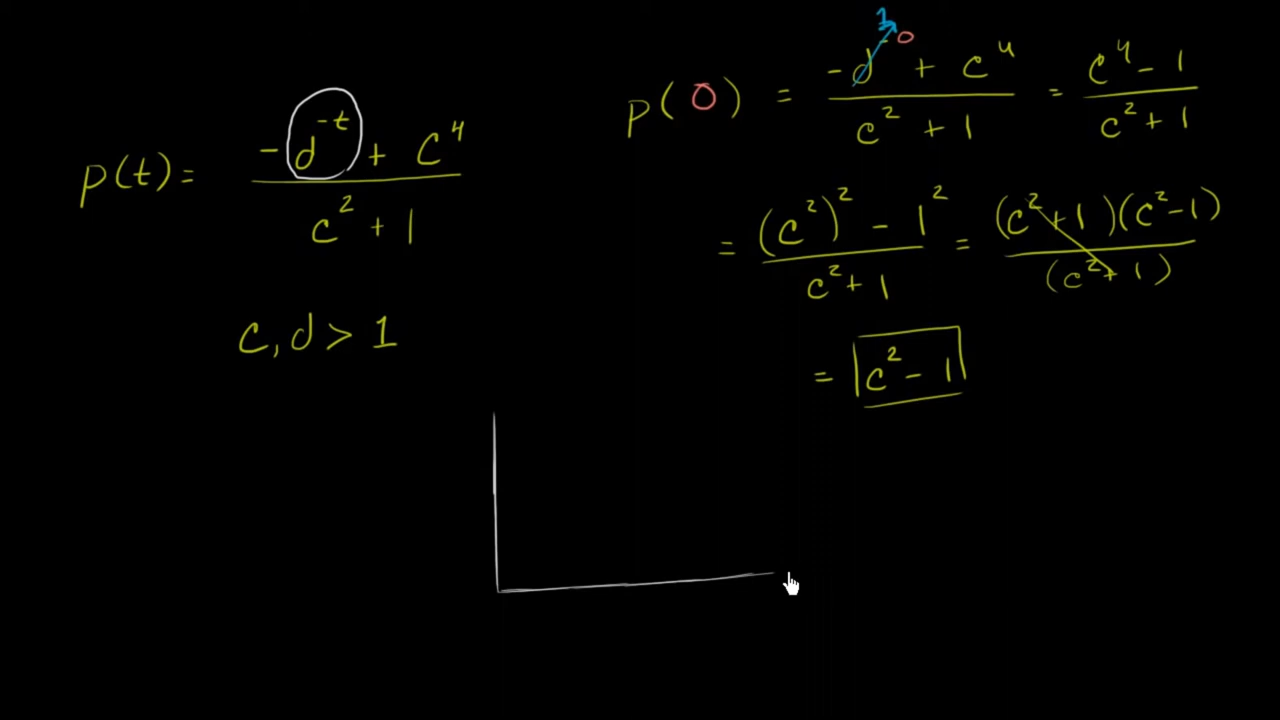 p(t) = (-d^{-t} + c^4) / (c^2 + 1)
c, d > 1
p(0) = (-d^{-0} + c^4) / (c^2 + 1) = (c^4 - 1) / (c^2 + 1)
1
= ((c^2)^2 - 1^2) / (c^2 + 1) = (c^2 + 1)(c^2 - 1) / (c^2 + 1)
= c^2 - 1